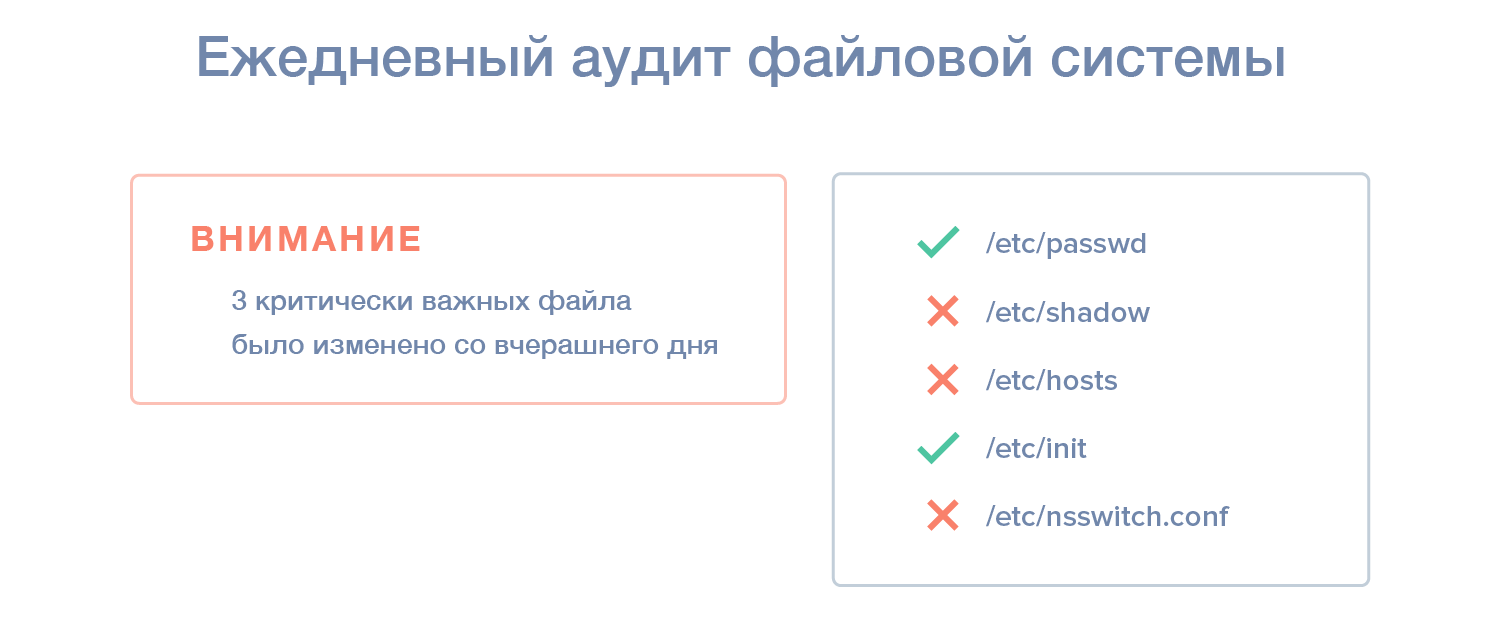 Ежедневный аудит файловой системы
ВНИМАНИЕ
3 критически важных файла
было изменено со вчерашнего дня
/etc/passwd
/etc/shadow
/etc/hosts
/etc/init
/etc/nsswitch.conf